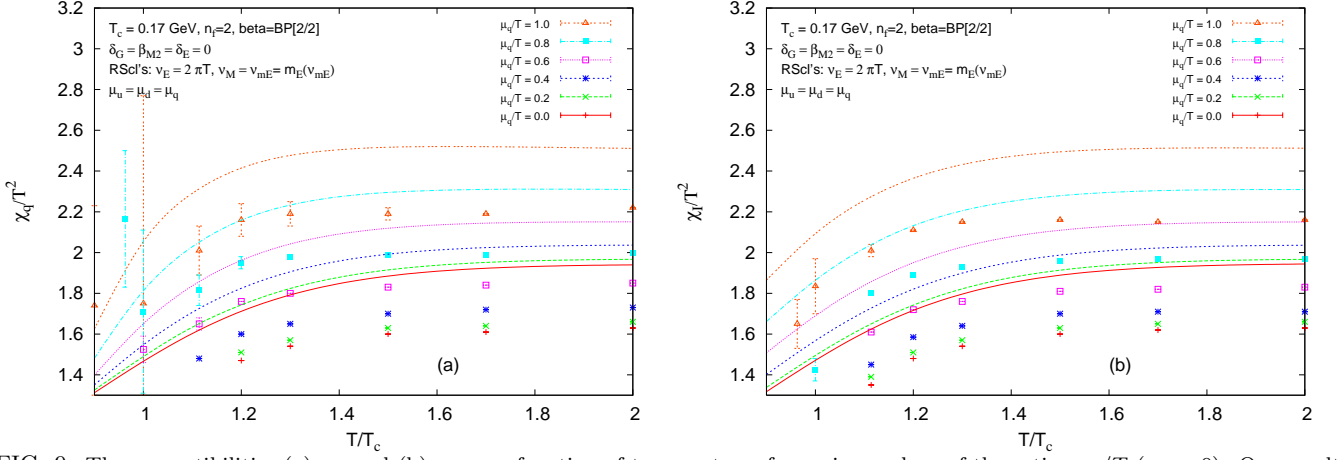 3.2
3
2.8
2.6
2.4
2.2
2
1.8
1.6
1.4
χq/T²
T_c = 0.17 GeV, n_f=2, beta=BP[2/2]
δ_G = β_M2 = δ_E = 0
RScl's: ν_E = 2 πT, ν_M = ν_mE = m_E(ν_mE)
μ_u = μ_d = μ_q
μ_q/T = 1.0
μ_q/T = 0.8
μ_q/T = 0.6
μ_q/T = 0.4
μ_q/T = 0.2
μ_q/T = 0.0
(a)
1 1.2 1.4 1.6 1.8 2
T/T_c
3.2
3
2.8
2.6
2.4
2.2
2
1.8
1.6
1.4
χ_I/T²
T_c = 0.17 GeV, n_f=2, beta=BP[2/2]
δ_G = β_M2 = δ_E = 0
RScl's: ν_E = 2 πT, ν_M = ν_mE = m_E(ν_mE)
μ_u = μ_d = μ_q
μ_q/T = 1.0
μ_q/T = 0.8
μ_q/T = 0.6
μ_q/T = 0.4
μ_q/T = 0.2
μ_q/T = 0.0
(b)
1 1.2 1.4 1.6 1.8 2
T/T_c